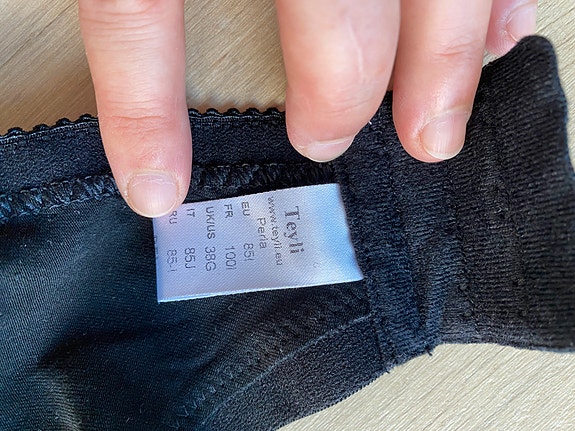 Teyli
www.teyli.eu
Perla
EU 85I
FR 100I
UK/US 38G
IT 85J
RU 85-I